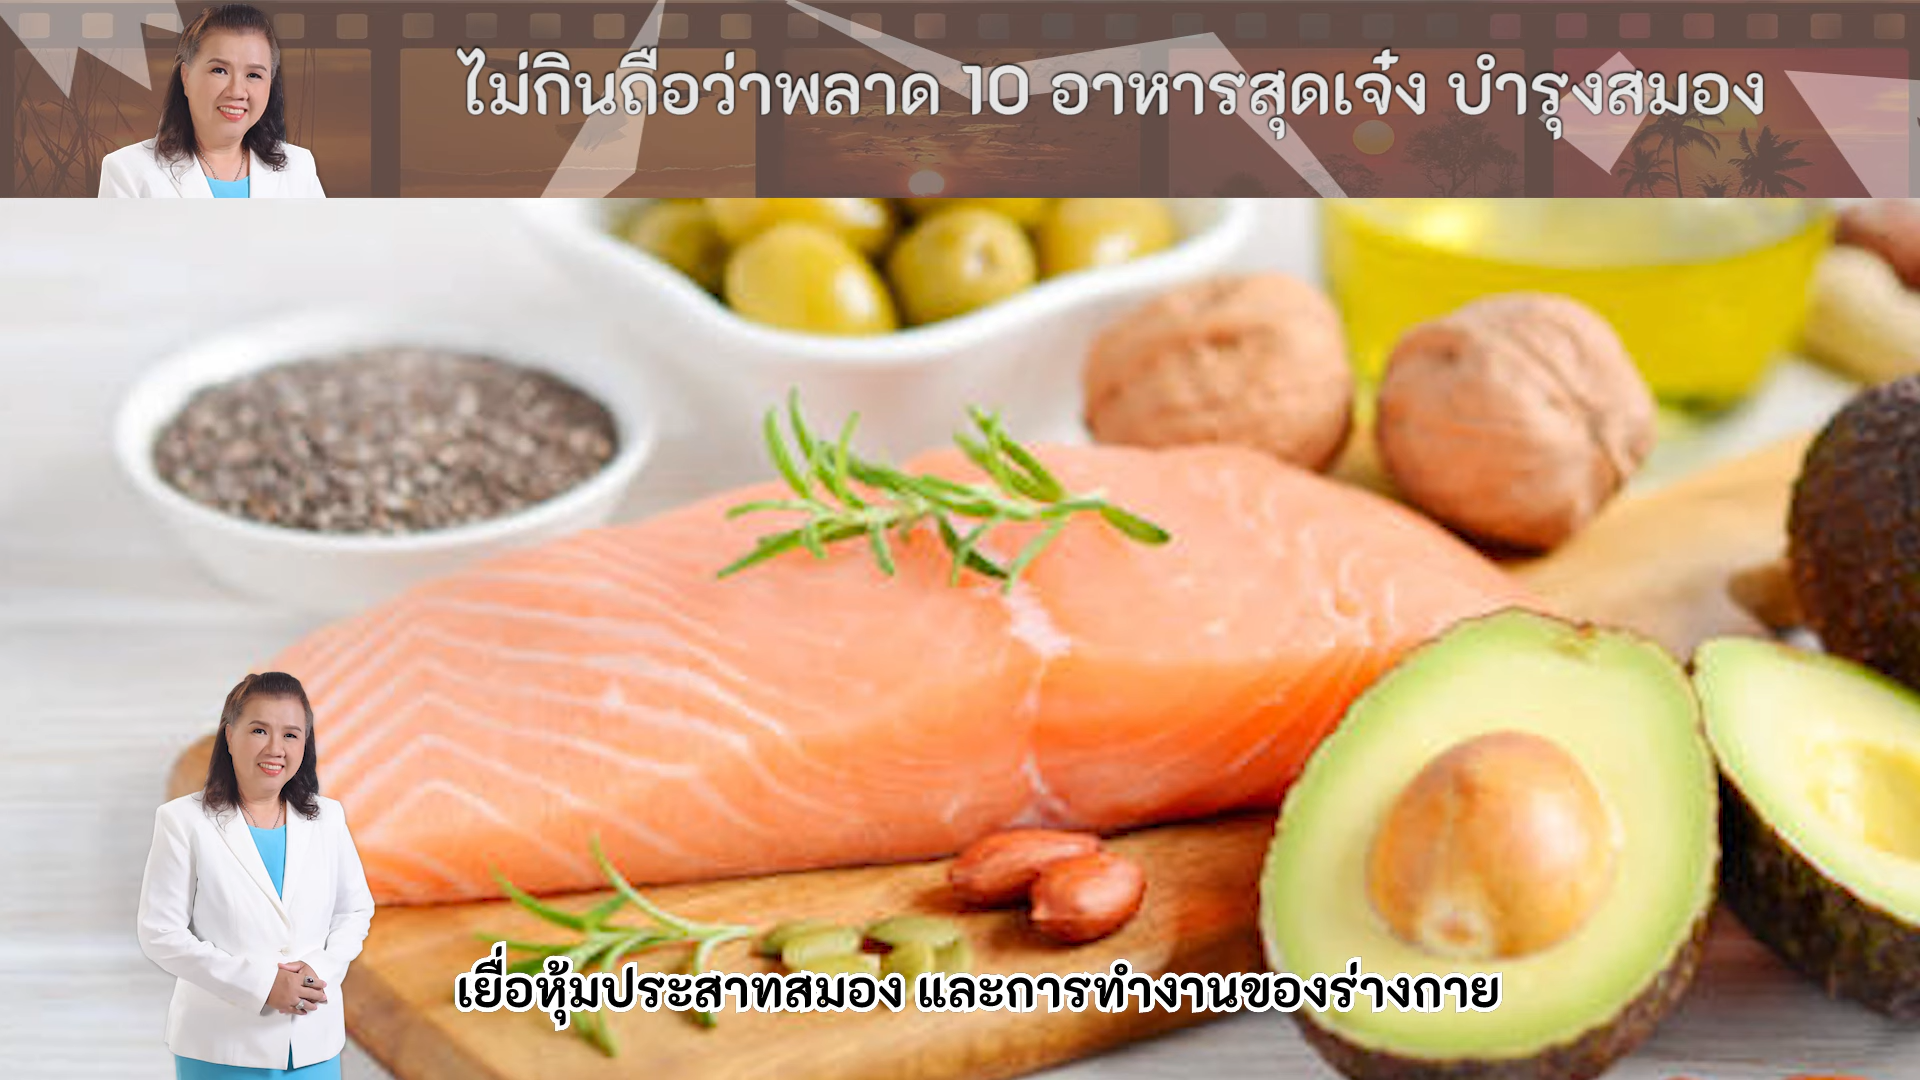 ไม่กินถือว่าพลาด 10 อาหารสุดเจ๋ง บำรุงสมอง
เยื่อหุ้มประสาทสมอง และการทำงานของร่างกาย